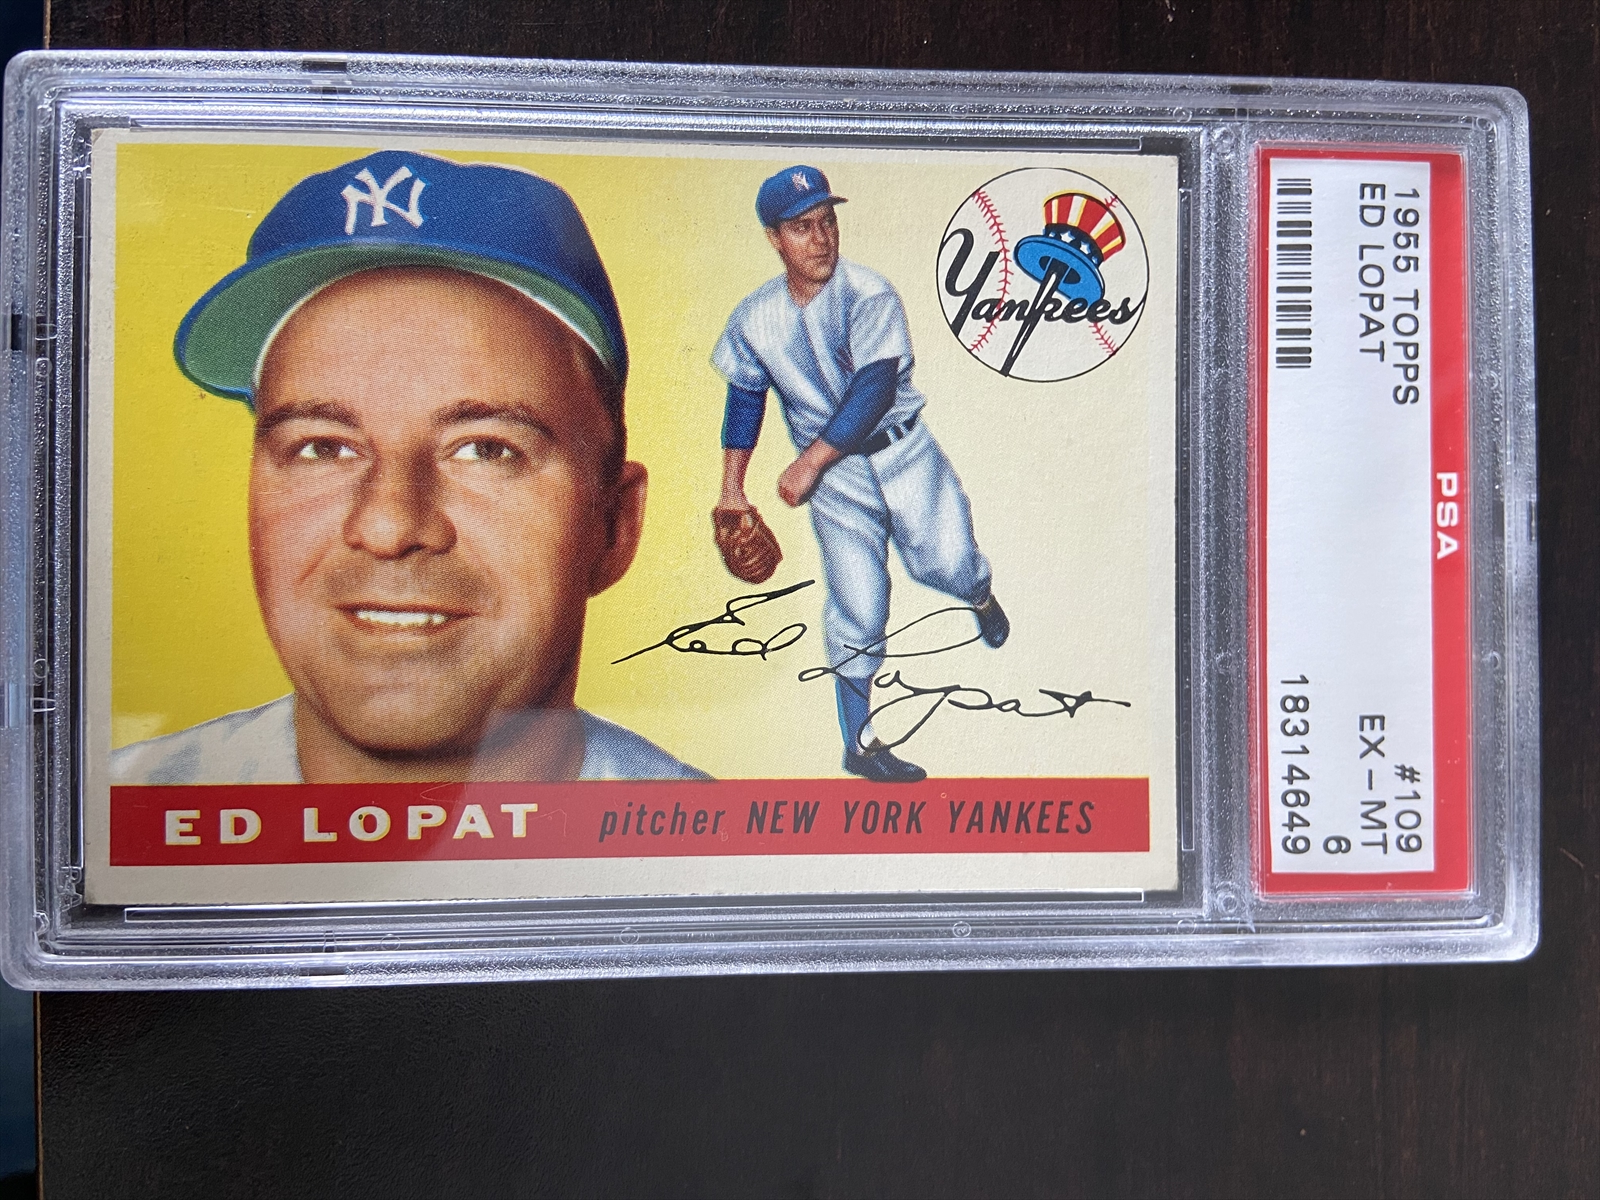 NY
Yankees
Ed Lopat
ED LOPAT pitcher NEW YORK YANKEES
PSA
1955 TOPPS #109
ED LOPAT EX-MT
6
18314649